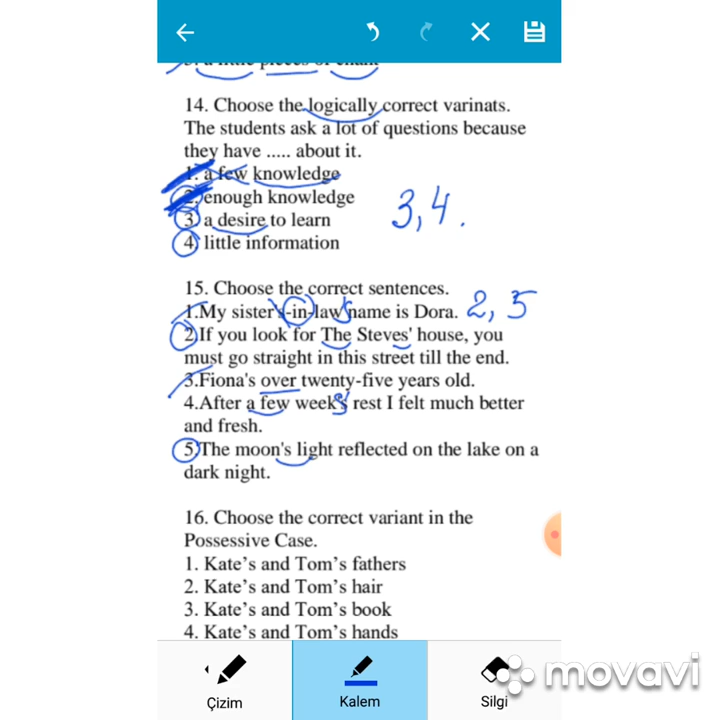 14. Choose the logically correct varinats.
The students ask a lot of questions because
they have ..... about it.
1. a few knowledge
2. enough knowledge
3. a desire to learn
4. little information
3, 4.
15. Choose the correct sentences.
1.My sister's-in-law's name is Dora. 2, 5
2.If you look for The Steves' house, you
must go straight in this street till the end.
3.Fiona's over twenty-five years old.
4.After a few weeks' rest I felt much better
and fresh.
5.The moon's light reflected on the lake on a
dark night.
16. Choose the correct variant in the
Possessive Case.
1. Kate's and Tom's fathers
2. Kate's and Tom's hair
3. Kate's and Tom's book
4. Kate's and Tom's hands
Çizim Kalem Silgi
movavi